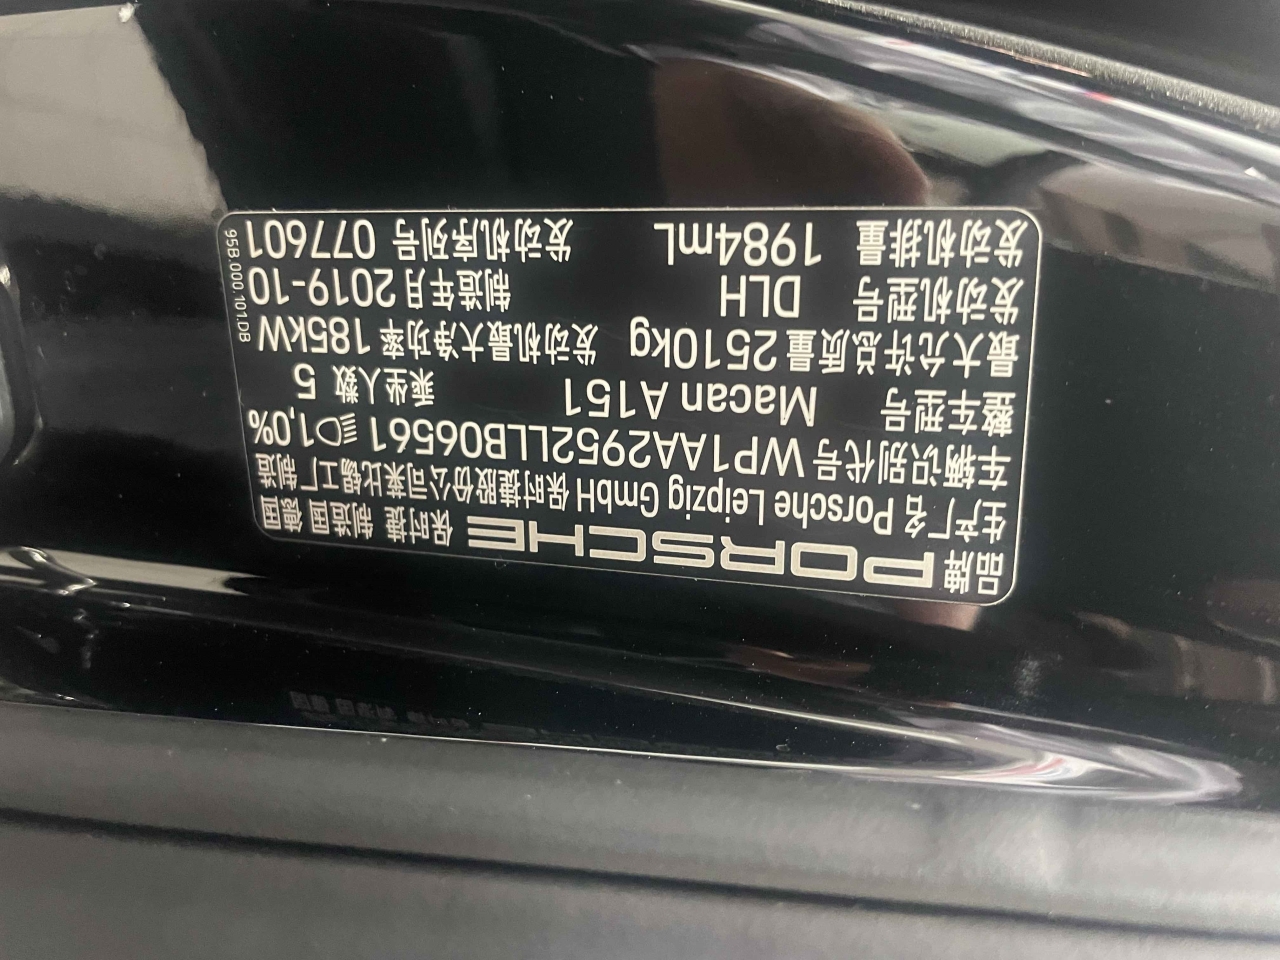 品牌 PORSCHE 保时捷 制造国 德国
生产厂名 Porsche Leipzig GmbH 保时捷股份公司莱比锡工厂制造
车辆识别代号 WP1AA2952LLB06561 1,0%
整车型号 Macan A151 乘坐人数 5
最大允许总质量 2510kg 发动机最大净功率 185kW
发动机型号 DLH 制造年月 2019-10
发动机排量 1984mL 发动机序列号 077601
95B.000.101.DB